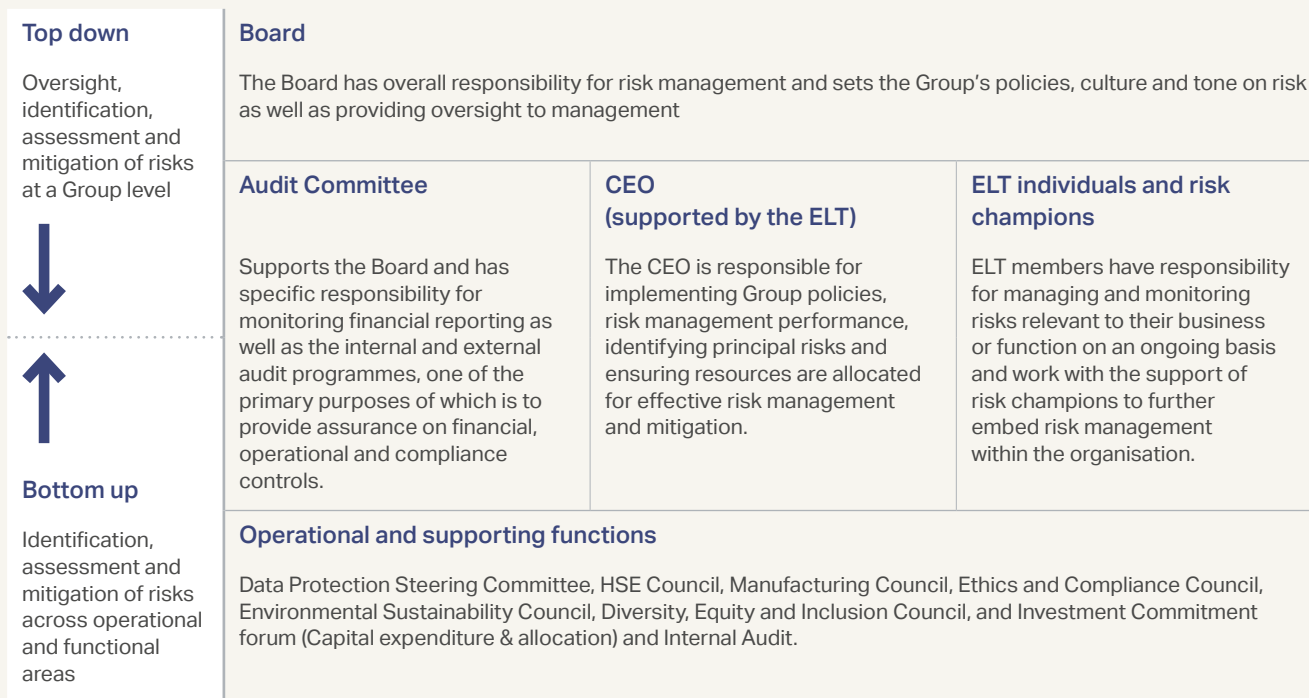 Top down
Oversight,
identification,
assessment and
mitigation of risks
at a Group level
Bottom up
Identification,
assessment and
mitigation of risks
across operational
and functional
areas
Board
The Board has overall responsibility for risk management and sets the Group’s policies, culture and tone on risk
as well as providing oversight to management
Audit Committee
Supports the Board and has
specific responsibility for
monitoring financial reporting as
well as the internal and external
audit programmes, one of the
primary purposes of which is to
provide assurance on financial,
operational and compliance
controls.
CEO
(supported by the ELT)
The CEO is responsible for
implementing Group policies,
risk management performance,
identifying principal risks and
ensuring resources are allocated
for effective risk management
and mitigation.
ELT individuals and risk
champions
ELT members have responsibility
for managing and monitoring
risks relevant to their business
or function on an ongoing basis
and work with the support of
risk champions to further
embed risk management
within the organisation.
Operational and supporting functions
Data Protection Steering Committee, HSE Council, Manufacturing Council, Ethics and Compliance Council,
Environmental Sustainability Council, Diversity, Equity and Inclusion Council, and Investment Commitment
forum (Capital expenditure & allocation) and Internal Audit.